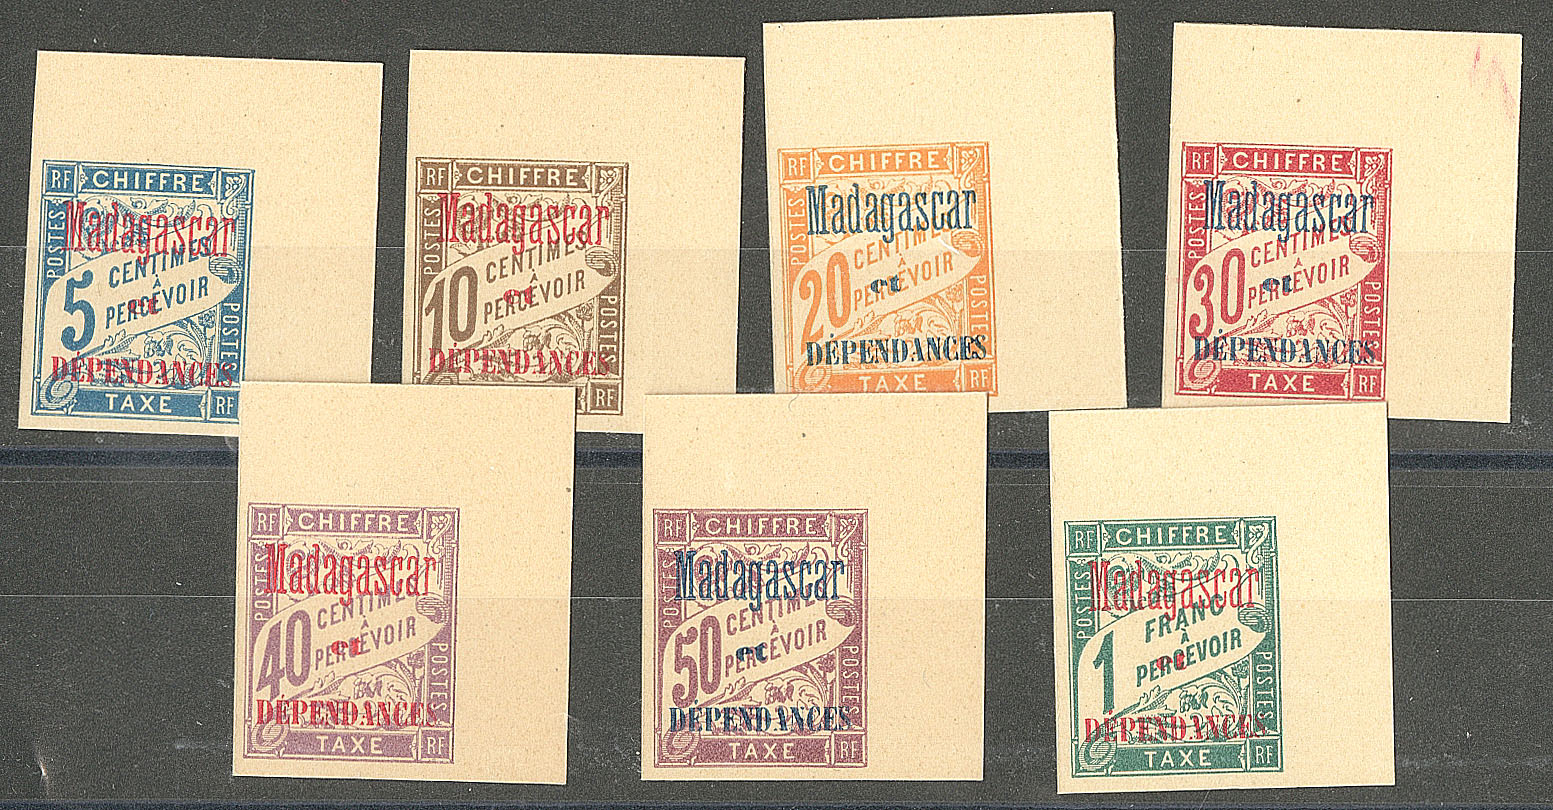 RF CHIFFRE
POSTES
Madagascar
5 CENTIMES
À
PERCEVOIR
et
DÉPENDANCES
POSTES
TAXE RF
RF CHIFFRE
POSTES
Madagascar
10 CENTIMES
À
PERCEVOIR
et
DÉPENDANCES
TAXE RF
RF CHIFFRE
POSTES
Madagascar
20 CENTIMES
À
PERCEVOIR
et
DÉPENDANCES
POSTES
TAXE RF
RF CHIFFRE
POSTES
Madagascar
30 CENTIMES
À
PERCEVOIR
et
DÉPENDANCES
POSTES
TAXE RF
RF CHIFFRE
POSTES
Madagascar
40 CENTIMES
À
PERCEVOIR
et
DÉPENDANCES
POSTES
TAXE RF
RF CHIFFRE
POSTES
Madagascar
50 CENTIMES
À
PERCEVOIR
et
DÉPENDANCES
POSTES
TAXE RF
RF CHIFFRE
POSTES
Madagascar
1 FRANC
À
PERCEVOIR
et
DÉPENDANCES
POSTES
TAXE RF